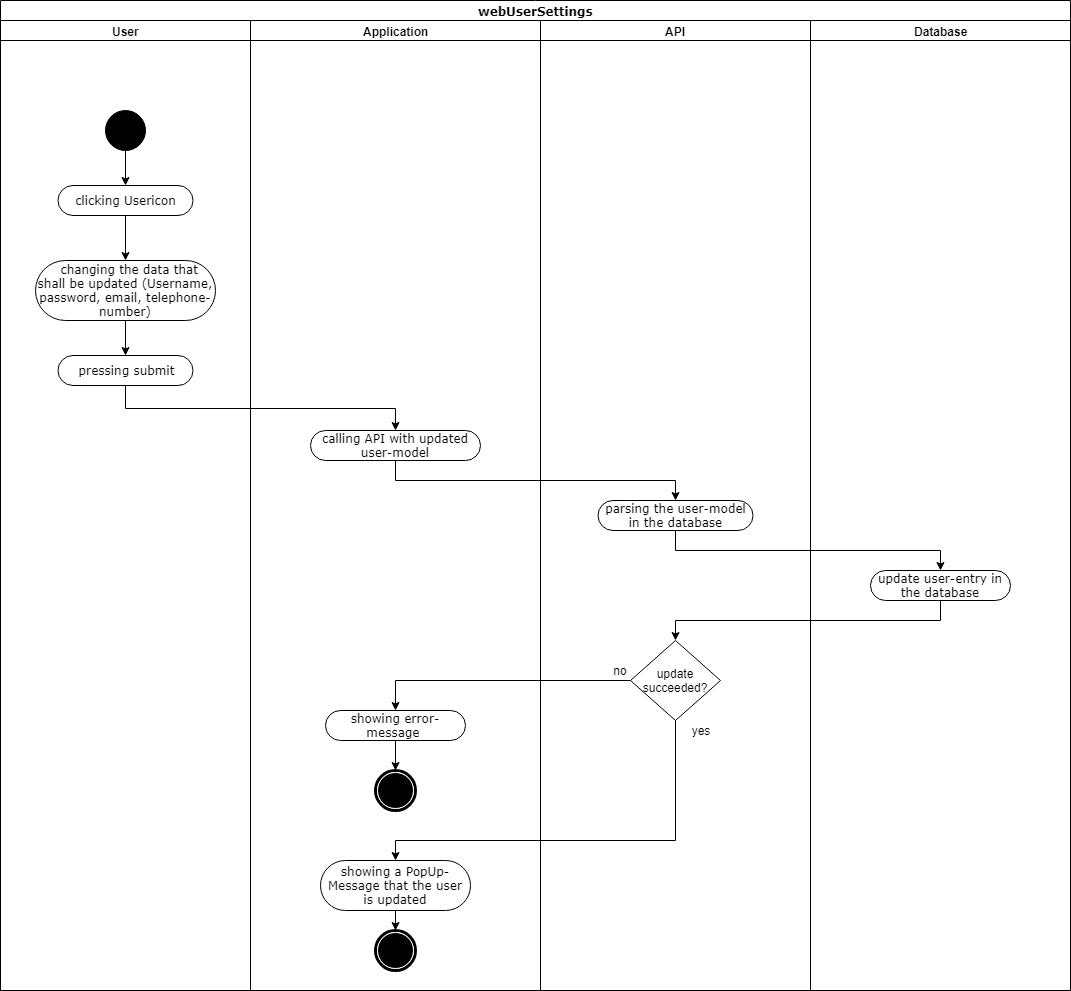 webUserSettings
User
Application
API
Database
clicking Usericon
changing the data that
shall be updated (Username,
password, email, telephone-
number)
pressing submit
calling API with updated
user-model
parsing the user-model
in the database
update user-entry in
the database
update
succeeded?
no
yes
showing error-
message
showing a PopUp-
Message that the user
is updated